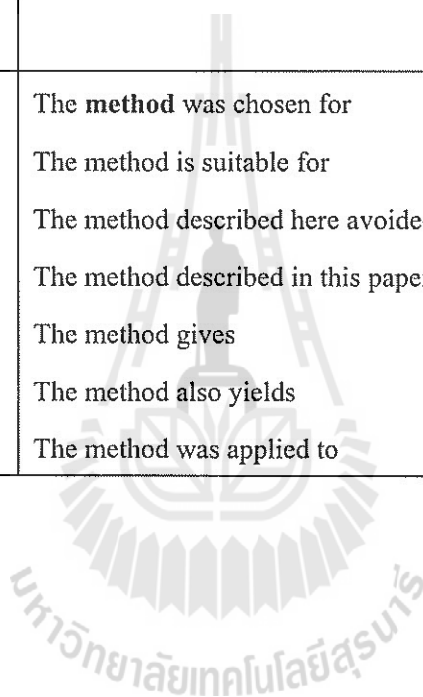 The method was chosen for
The method is suitable for
The method described here avoide
The method described in this paper
The method gives
The method also yields
The method was applied to
มหาวิทยาลัยเทคโนโลยีสุรนารี